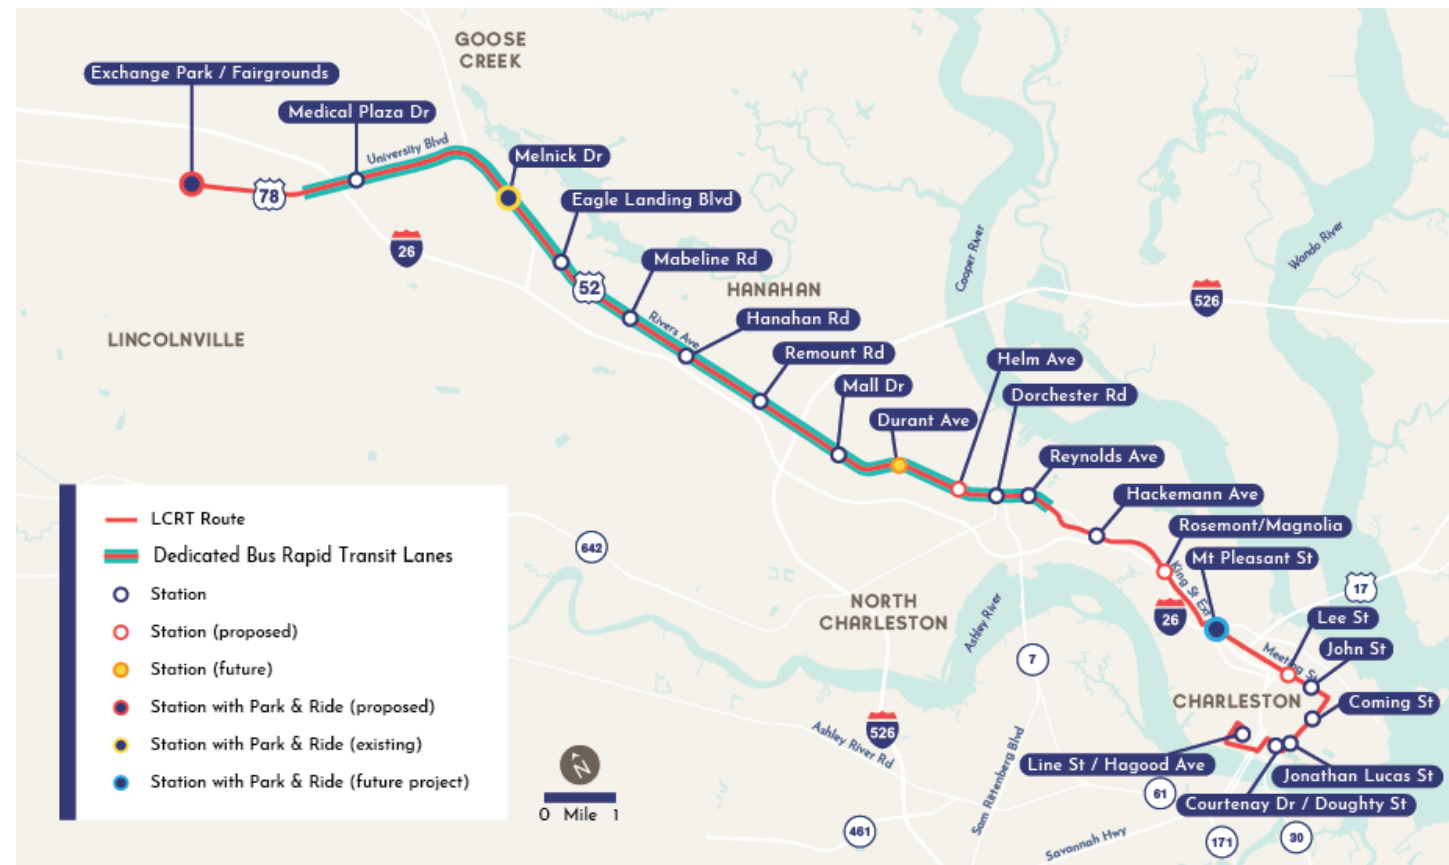 GOOSE
CREEK
Exchange Park / Fairgrounds
Medical Plaza Dr
University Blvd
Melnick Dr
78
Eagle Landing Blvd
26
Mabeline Rd
52
HANAHAN
Cooper River
Wando River
526
Rivers Ave
Hanahan Rd
LINCOLNVILLE
Remount Rd
Helm Ave
Mall Dr
Dorchester Rd
Durant Ave
Reynolds Ave
Hackemann Ave
Rosemont/Magnolia
Mt Pleasant St
King St Ext
26
17
642
NORTH
CHARLESTON
Ashley River
7
Lee St
Meeting St
John St
CHARLESTON
Coming St
526
Ashley River Rd
Sam Rittenberg Blvd
Line St / Hagood Ave
Jonathan Lucas St
61
Courtenay Dr / Doughty St
461
Savannah Hwy
171
30
LCRT Route
Dedicated Bus Rapid Transit Lanes
Station
Station (proposed)
Station (future)
Station with Park & Ride (proposed)
Station with Park & Ride (existing)
Station with Park & Ride (future project)
N
0 Mile 1